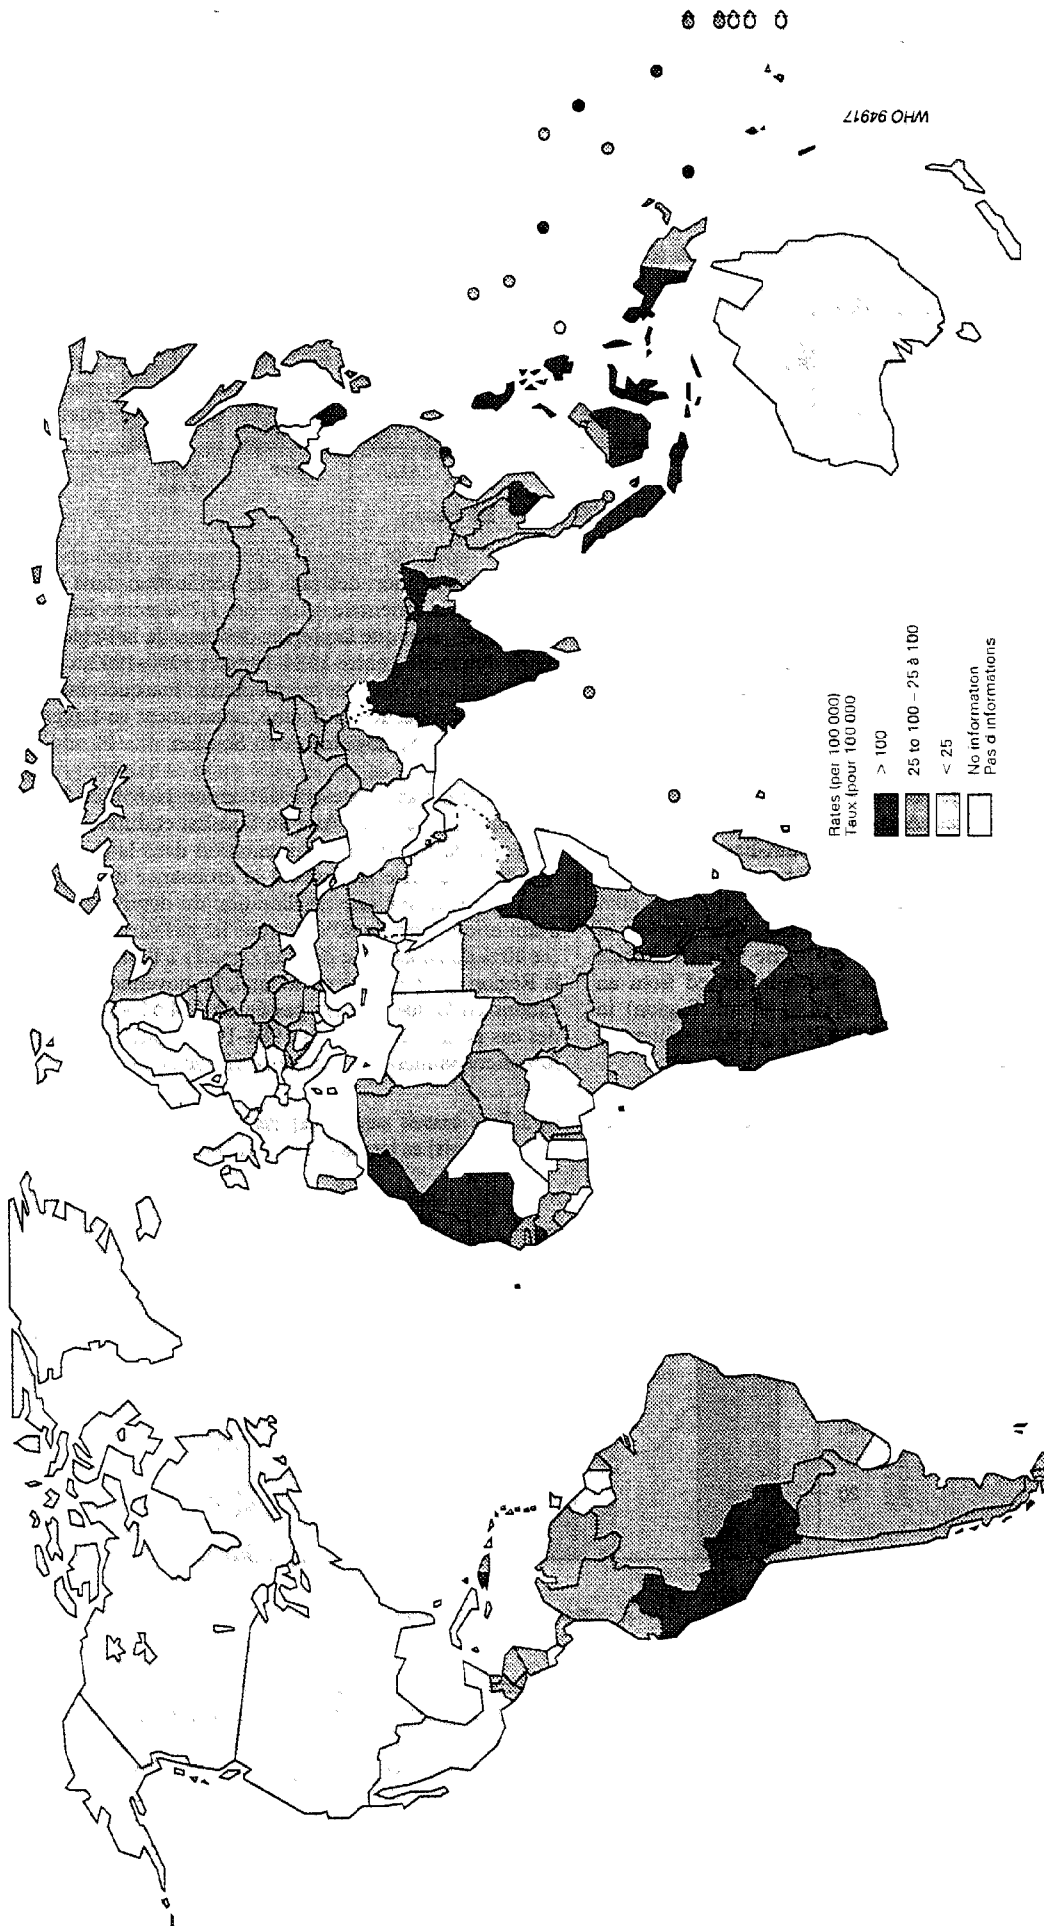 Rates (per 100 000)
Taux (pour 100 000
> 100
25 to 100 – 25 à 100
< 25
No information
Pas d informations
WHO 94917